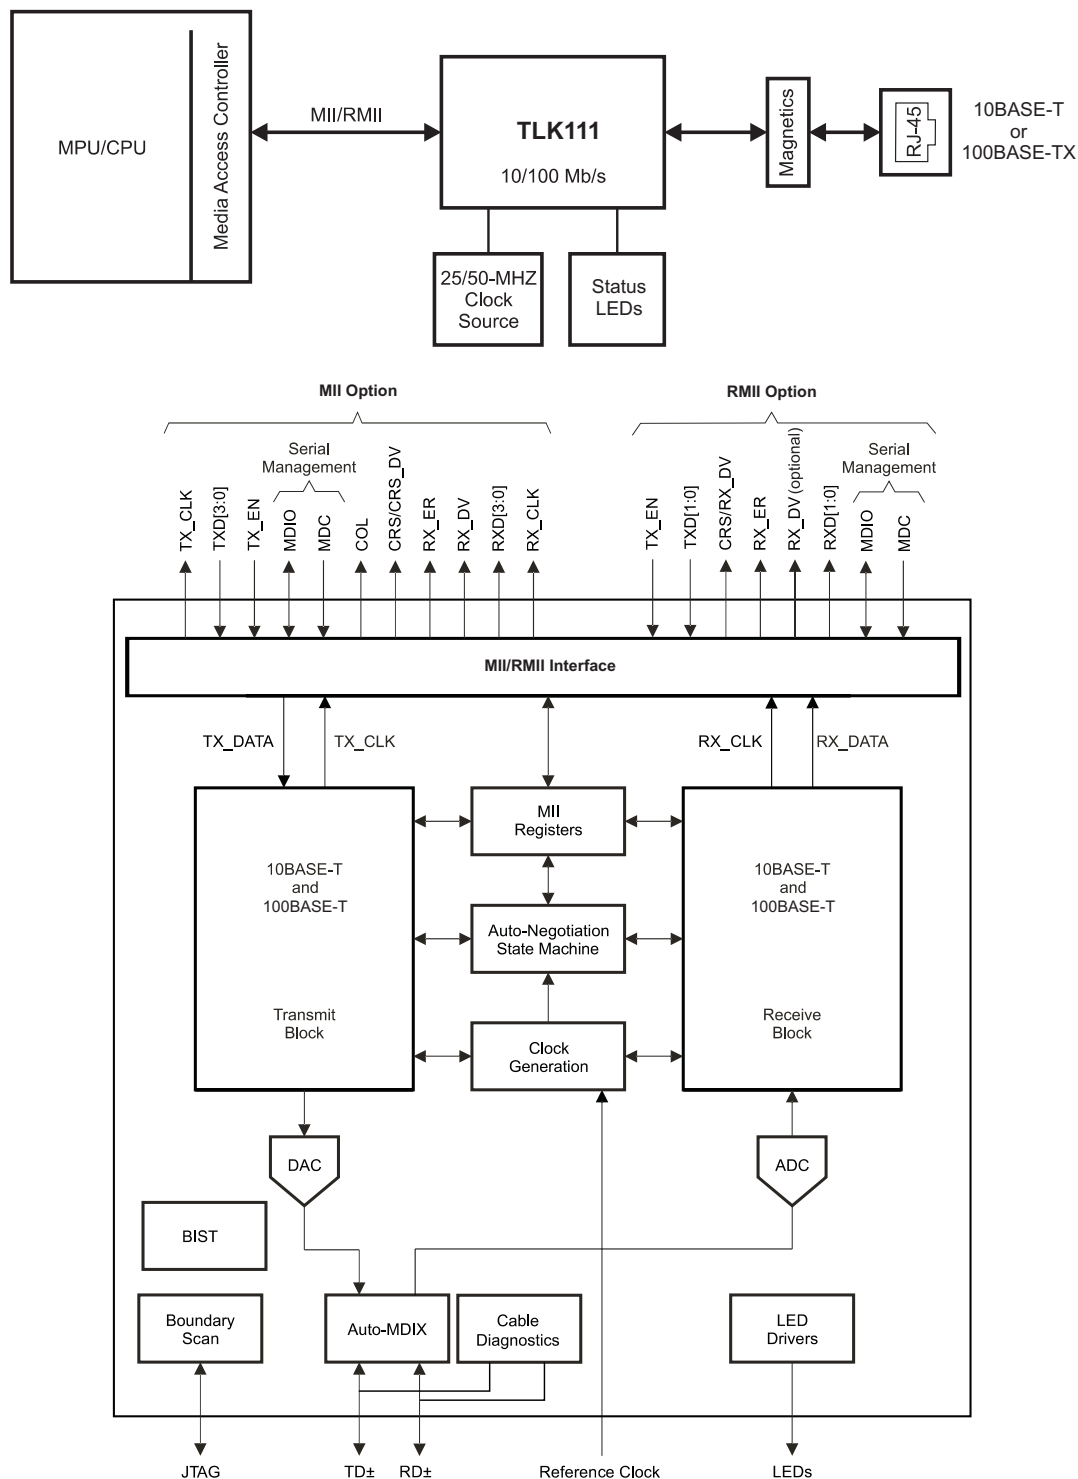 MPU/CPU
Media Access Controller
MII/RMII
TLK111
10/100 Mb/s
Magnetics
RJ-45
10BASE-T
or
100BASE-TX
25/50-MHZ
Clock
Source
Status
LEDs
MII Option
RMII Option
Serial
Management
Serial
Management
TX_CLK
TXD[3:0]
TX_EN
MDIO
MDC
COL
CRS/CRS_DV
RX_ER
RX_DV
RXD[3:0]
RX_CLK
TX_EN
TXD[1:0]
CRS/RX_DV
RX_ER
RX_DV (optional)
RXD[1:0]
MDIO
MDC
MII/RMII Interface
TX_DATA
TX_CLK
RX_CLK
RX_DATA
10BASE-T
and
100BASE-T
Transmit
Block
MII
Registers
Auto-Negotiation
State Machine
Clock
Generation
10BASE-T
and
100BASE-T
Receive
Block
DAC
ADC
BIST
Boundary
Scan
Auto-MDIX
Cable
Diagnostics
LED
Drivers
JTAG
TD±
RD±
Reference Clock
LEDs